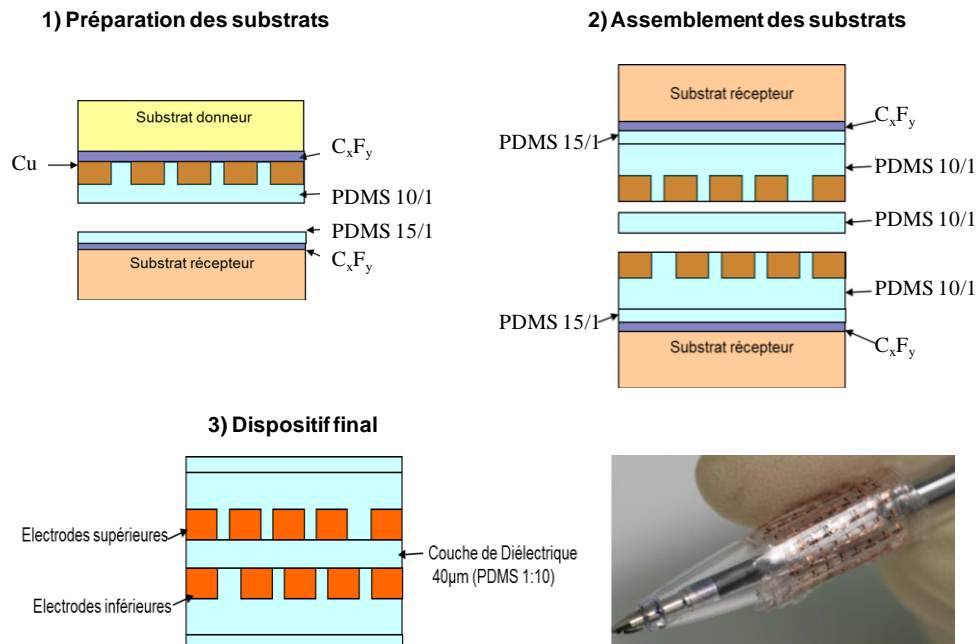 1) Préparation des substrats
Substrat donneur
Cu
CxFy
PDMS 10/1
PDMS 15/1
CxFy
Substrat récepteur
2) Assemblement des substrats
Substrat récepteur
CxFy
PDMS 15/1
PDMS 10/1
PDMS 10/1
PDMS 10/1
PDMS 15/1
CxFy
Substrat récepteur
3) Dispositif final
Electrodes supérieures
Couche de Diélectrique
40µm (PDMS 1:10)
Electrodes inférieures